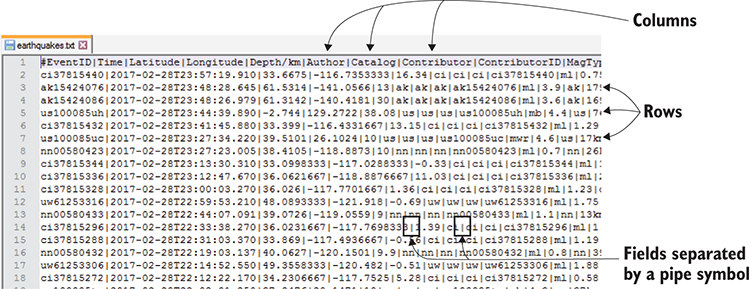 Columns
earthquakes.txt
1 #EventID|Time|Latitude|Longitude|Depth/km|Author|Catalog|Contributor|ContributorID|MagTyp
2 ci37815440|2017-02-28T23:57:19.910|33.6675|-116.7353333|16.34|ci|ci|ci|ci37815440|ml|0.75
3 ak15424076|2017-02-28T23:48:28.645|61.5314|-141.0566|13|ak|ak|ak|ak15424076|ml|3.9|ak|17
4 ak15424086|2017-02-28T23:48:26.979|61.3142|-140.4181|30|ak|ak|ak|ak15424086|ml|3.6|ak|16
5 us100085uh|2017-02-28T23:44:39.890|-2.744|129.2722|38.08|us|us|us|us100085uh|mb|4.4|us|7
6 ci37815432|2017-02-28T23:41:45.880|33.399|-116.4331667|13.15|ci|ci|ci|ci37815432|ml|1.29
7 us100085uc|2017-02-28T23:27:34.220|39.5101|26.1024|10|us|us|us|us100085uc|mwr|4.6|us|17k
8 nn00580423|2017-02-28T23:27:23.005|38.4105|-118.8873|10|nn|nn|nn|nn00580423|ml|0.7|nn|26
9 ci37815344|2017-02-28T23:13:30.310|33.0998333|-117.0288333|-0.33|ci|ci|ci|ci37815344|ml|
10 ci37815336|2017-02-28T23:12:47.670|36.0621667|-118.8876667|11.03|ci|ci|ci|ci37815336|ml|
11 ci37815328|2017-02-28T23:00:03.270|36.026|-117.7701667|1.36|ci|ci|ci|ci37815328|ml|1.23|
12 uw61253316|2017-02-28T22:59:53.210|48.0893333|-121.918|-0.69|uw|uw|uw|uw61253316|ml|1.75
13 nn00580433|2017-02-28T22:44:07.091|39.0726|-119.0559|9|nn|nn|nn|nn00580433|ml|1.1|nn|13k
14 ci37815296|2017-02-28T22:33:38.270|36.0231667|-117.7698333|1.39|ci|ci|ci|ci37815296|ml|
15 ci37815288|2017-02-28T22:31:03.370|33.869|-117.4936667|-0. 6|ci|ci|ci|ci37815288|ml|1.19
16 nn00580432|2017-02-28T22:19:03.137|40.0627|-120.1501|9.9|nn|nn|nn|nn00580432|ml|0.8|nn|3
17 uw61253306|2017-02-28T22:14:52.550|49.3558333|-120.482|-0.51|uw|uw|uw|uw61253306|ml|1.88
18 ci37815272|2017-02-28T22:12:22.170|34.2306667|-117.7525|5.28|ci|ci|ci|ci37815272|ml|0.58
Rows
Fields separated
by a pipe symbol